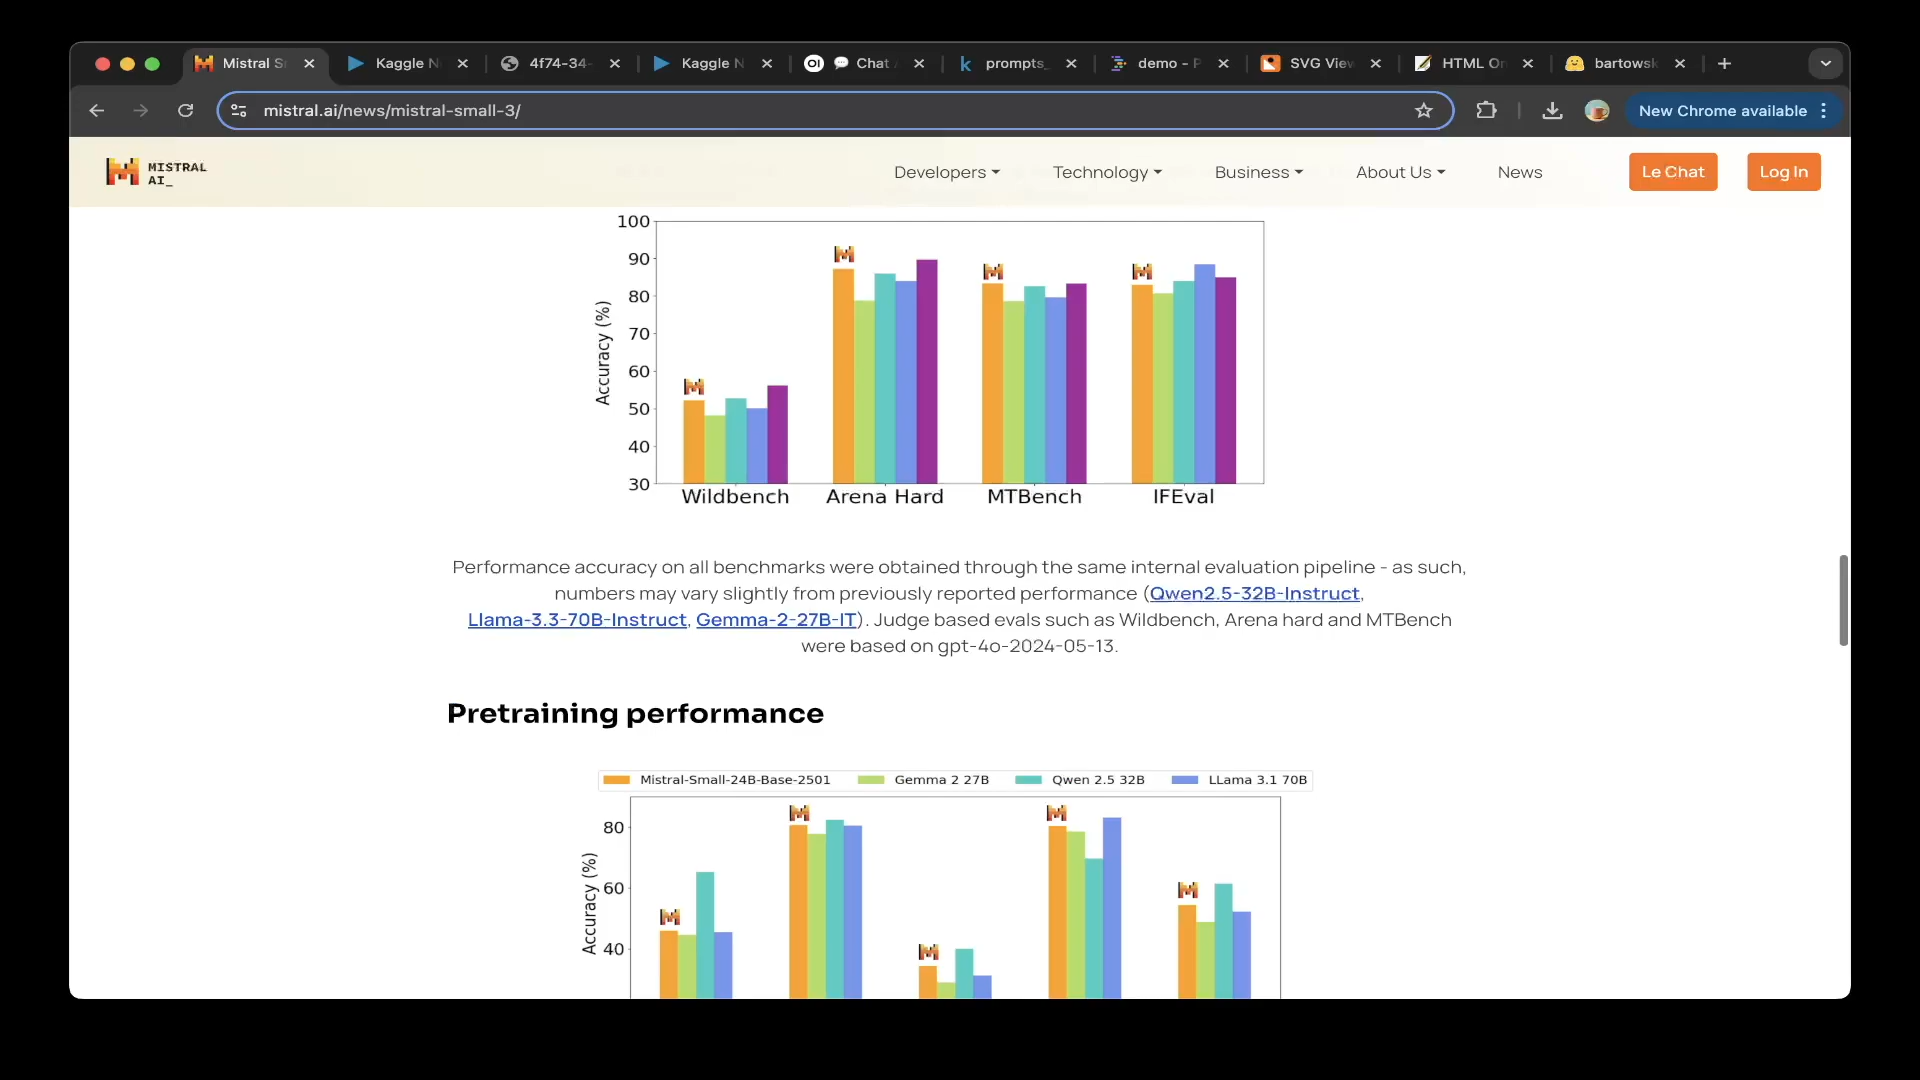 Mistral S
Kaggle N
4f74-34-
Kaggle N
OI
Chat
prompts_
demo - P
SVG View
HTML On
bartowsk
mistral.ai/news/mistral-small-3/
New Chrome available
MISTRAL
AI_
Developers
Technology
Business
About Us
News
Le Chat
Log In
100
90
80
70
60
50
40
30
Accuracy (%)
Wildbench
Arena Hard
MTBench
IFEval
Performance accuracy on all benchmarks were obtained through the same internal evaluation pipeline - as such,
numbers may vary slightly from previously reported performance (Qwen2.5-32B-Instruct,
Llama-3.3-70B-Instruct, Gemma-2-27B-IT). Judge based evals such as Wildbench, Arena hard and MTBench
were based on gpt-4o-2024-05-13.
Pretraining performance
Mistral-Small-24B-Base-2501
Gemma 2 27B
Qwen 2.5 32B
LLama 3.1 70B
80
60
40
Accuracy (%)